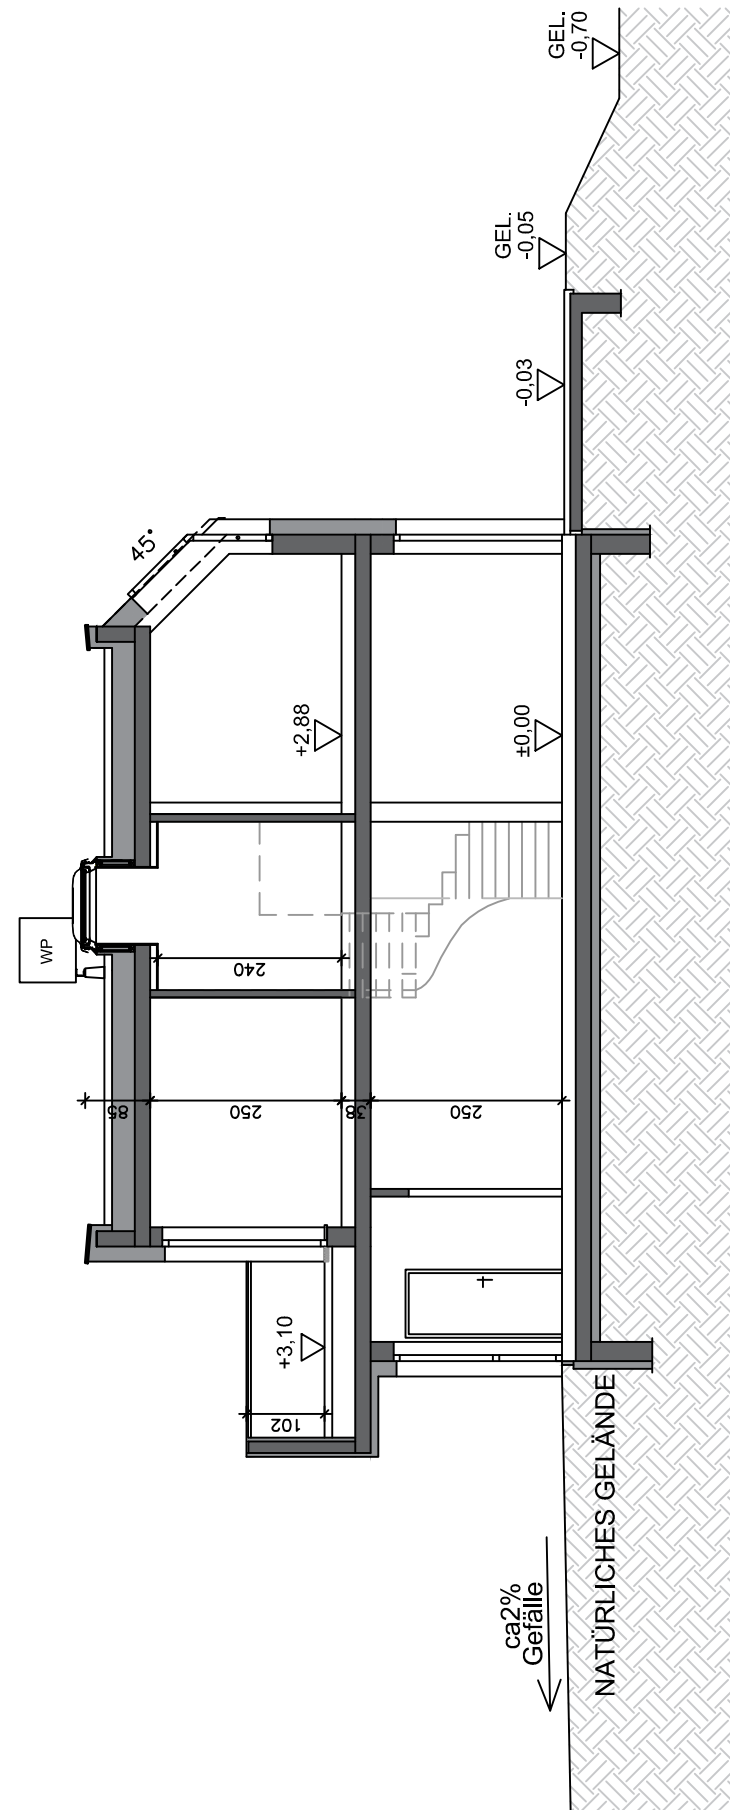 GEL.
-0,70
GEL.
-0,05
-0,03
45°
+2,88
±0,00
WP
240
85
250
38
250
+3,10
102
ca2%
Gefälle
NATÜRLICHES GELÄNDE